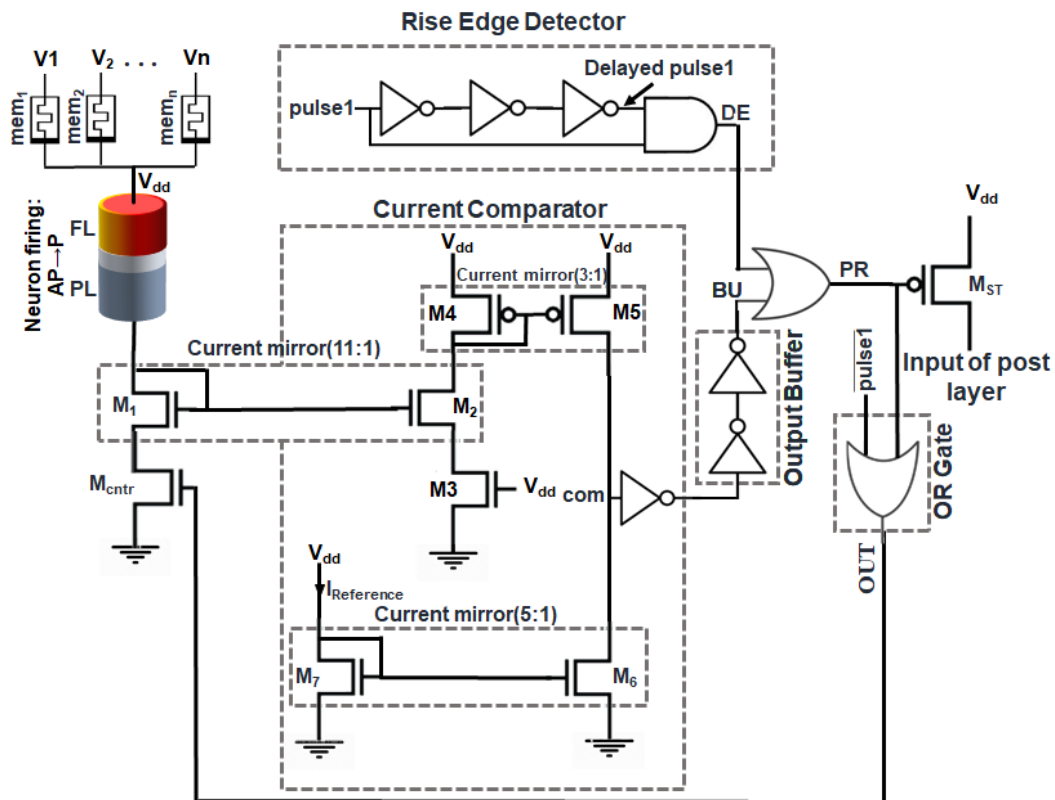 Rise Edge Detector
V1 V2 . . . Vn
mem1
mem2
memn
pulse1
Delayed pulse1
DE
Vdd
Neuron firing:
AP→P
FL
PL
Current Comparator
Vdd
Vdd
Current mirror(3:1)
M4
M5
Vdd
PR
MST
BU
Input of post
layer
Current mirror(11:1)
M1
M2
Output Buffer
pulse1
Mcntr
M3
Vdd
com
OR Gate
OUT
Vdd
IReference
Current mirror(5:1)
M7
M6